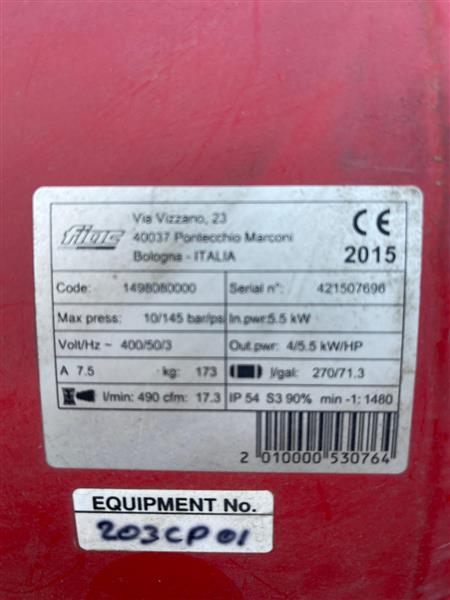 fiac
Via Vizzano, 23
40037 Pontecchio Marconi
Bologna - ITALIA
CE
2015
Code: 1498080000 Serial n°: 421507696
Max press: 10/145 bar/psi In.pwr: 5.5 kW
Volt/Hz ~ 400/50/3 Out.pwr: 4/5.5 kW/HP
A 7.5 kg: 173 l/gal: 270/71.3
l/min: 490 cfm: 17.3 IP 54 S3 90% min -1: 1480
2 010000 530764
EQUIPMENT No.
203CP01